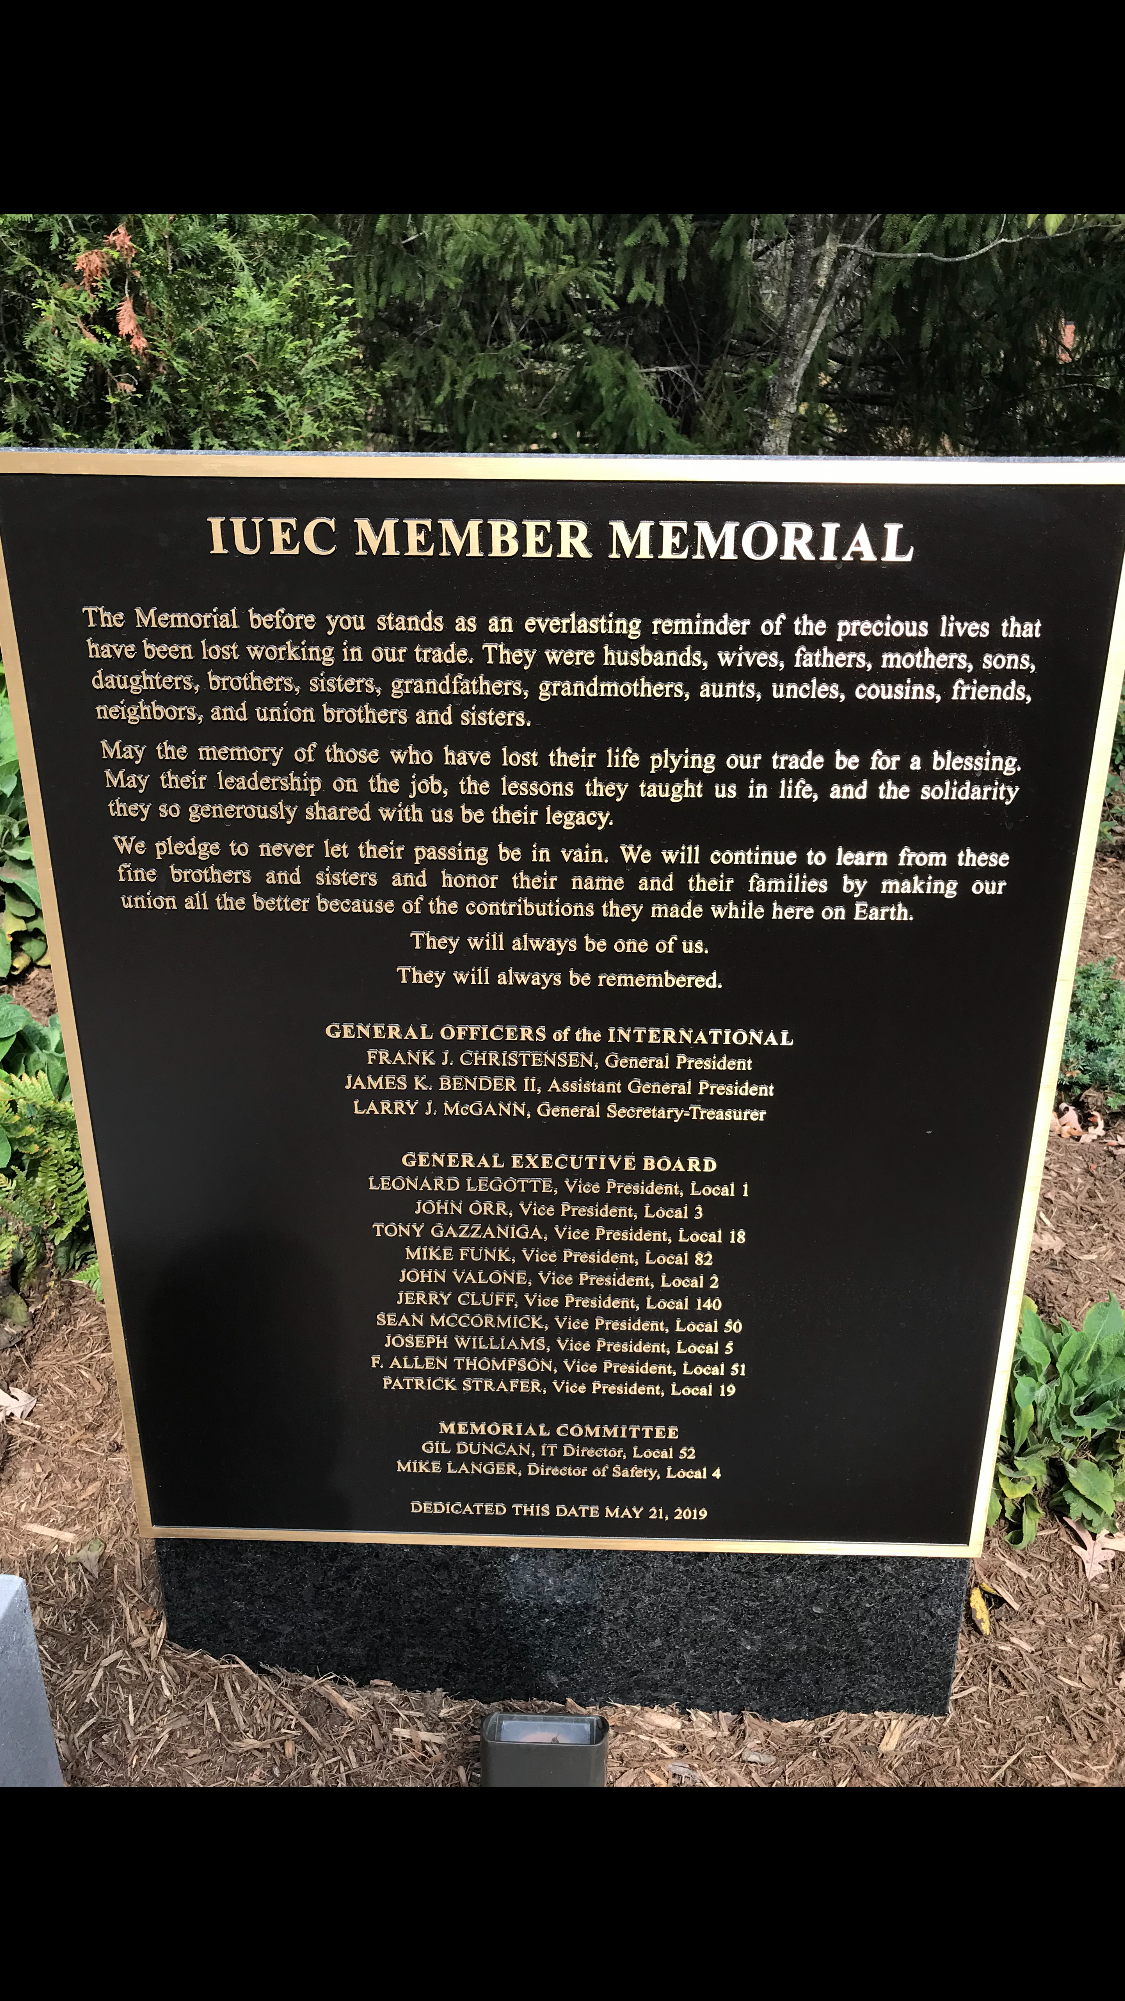 IUEC MEMBER MEMORIAL
The Memorial before you stands as an everlasting reminder of the precious lives that
have been lost working in our trade. They were husbands, wives, fathers, mothers, sons,
daughters, brothers, sisters, grandfathers, grandmothers, aunts, uncles, cousins, friends,
neighbors, and union brothers and sisters.
May the memory of those who have lost their life plying our trade be for a blessing.
May their leadership on the job, the lessons they taught us in life, and the solidarity
they so generously shared with us be their legacy.
We pledge to never let their passing be in vain. We will continue to learn from these
fine brothers and sisters and honor their name and their families by making our
union all the better because of the contributions they made while here on Earth.
They will always be one of us.
They will always be remembered.
GENERAL OFFICERS of the INTERNATIONAL
FRANK J. CHRISTENSEN, General President
JAMES K. BENDER II, Assistant General President
LARRY J. McGANN, General Secretary-Treasurer
GENERAL EXECUTIVE BOARD
LEONARD LEGOTTE, Vice President, Local 1
JOHN ORR, Vice President, Local 3
TONY GAZZANIGA, Vice President, Local 18
MIKE FUNK, Vice President, Local 82
JOHN VALONE, Vice President, Local 2
JERRY CLUFF, Vice President, Local 140
SEAN MCCORMICK, Vice President, Local 50
JOSEPH WILLIAMS, Vice President, Local 5
F. ALLEN THOMPSON, Vice President, Local 51
PATRICK STRAFER, Vice President, Local 19
MEMORIAL COMMITTEE
GIL DUNCAN, IT Director, Local 52
MIKE LANGER, Director of Safety, Local 4
DEDICATED THIS DATE MAY 21, 2019